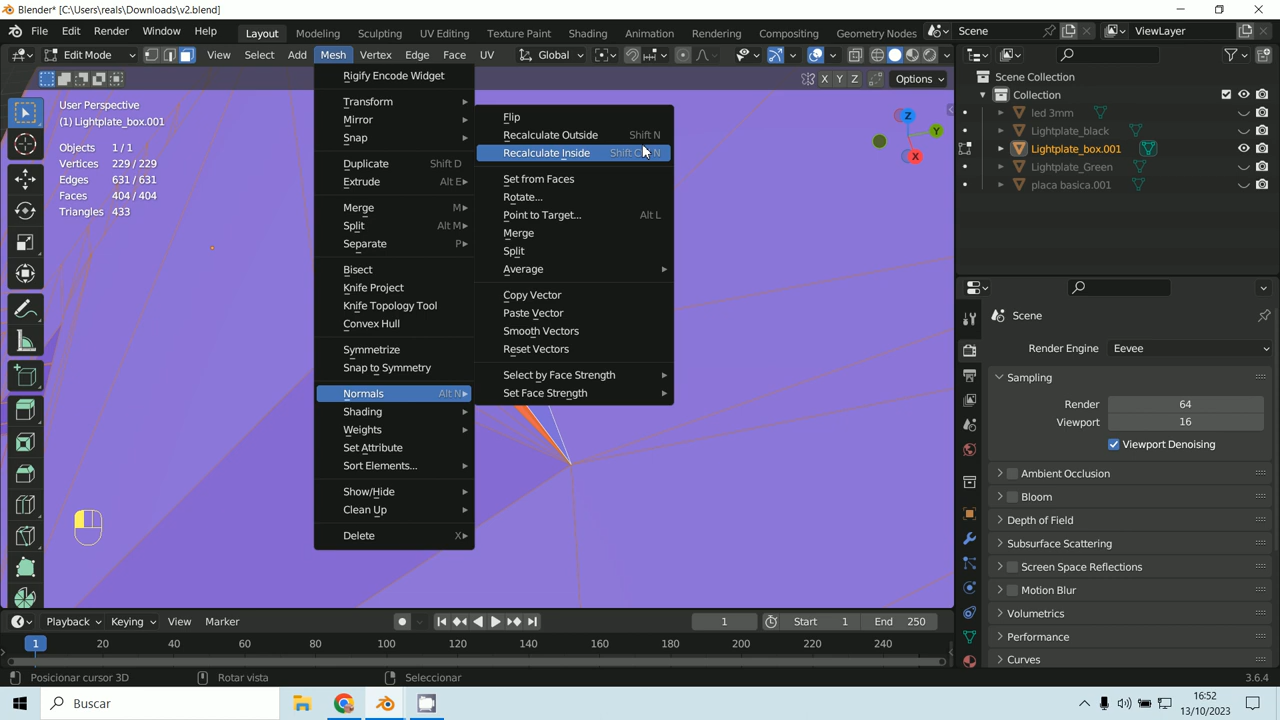 Blender* [C:\Users\reals\Downloads\v2.blend]
File Edit Render Window Help
Layout Modeling Sculpting UV Editing Texture Paint Shading Animation Rendering Compositing Geometry Nodes
Scene
ViewLayer
Edit Mode
View Select Add Mesh Vertex Edge Face UV
Global
X Y Z
Options
User Perspective
(1) Lightplate_box.001
Objects 1/1
Vertices 229/229
Edges 631/631
Faces 404/404
Triangles 433
Rigify Encode Widget
Transform
Mirror
Snap
Duplicate Shift D
Extrude Alt E
Merge M
Split Alt M
Separate P
Bisect
Knife Project
Knife Topology Tool
Convex Hull
Symmetrize
Snap to Symmetry
Normals Alt N
Shading
Weights
Set Attribute
Sort Elements...
Show/Hide
Clean Up
Delete X
Flip
Recalculate Outside Shift N
Recalculate Inside Shift C N
Set from Faces
Rotate...
Point to Target... Alt L
Merge
Split
Average
Copy Vector
Paste Vector
Smooth Vectors
Reset Vectors
Select by Face Strength
Set Face Strength
Z
Y
X
Scene Collection
Collection
led 3mm
Lightplate_black
Lightplate_box.001
Lightplate_Green
placa basica.001
Scene
Render Engine Eevee
Sampling
Render 64
Viewport 16
Viewport Denoising
Ambient Occlusion
Bloom
Depth of Field
Subsurface Scattering
Screen Space Reflections
Motion Blur
Volumetrics
Performance
Curves
Playback Keying View Marker
1
Start 1 End 250
1 20 40 60 80 100 120 140 160 180 200 220 240
Posicionar cursor 3D
Rotar vista
Seleccionar
3.6.4
Buscar
16:52
13/10/2023